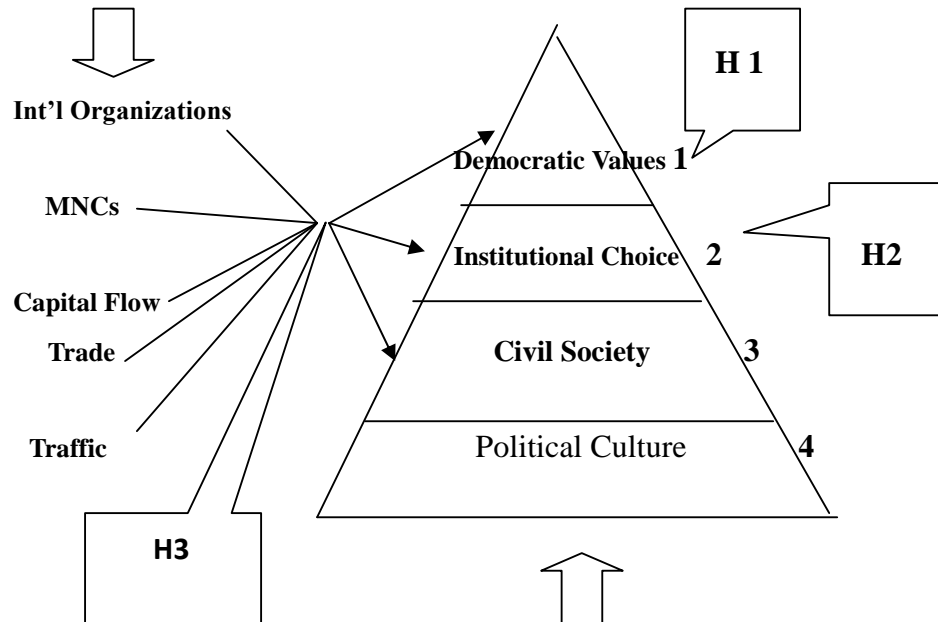 H 1
Int’l Organizations
Democratic Values 1
MNCs
Institutional Choice 2
H2
Capital Flow
Trade
Civil Society 3
Traffic
Political Culture 4
H3